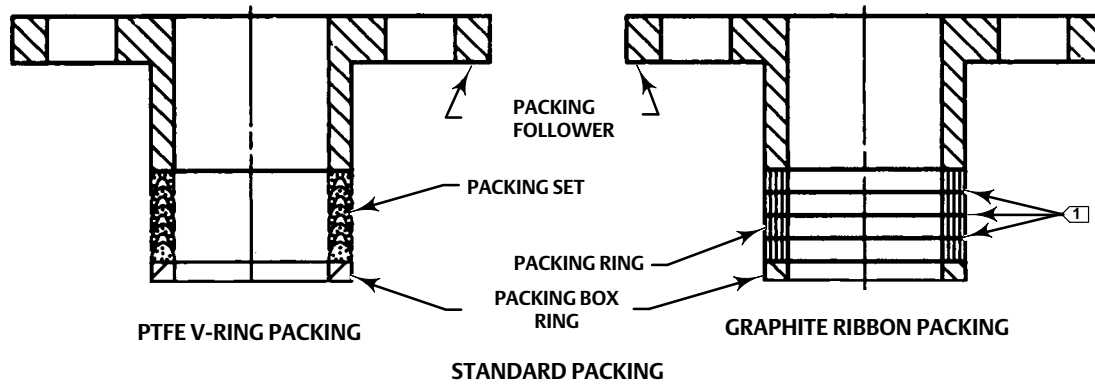 PACKING
FOLLOWER
PACKING SET
1
PACKING RING
PACKING BOX
RING
PTFE V-RING PACKING
GRAPHITE RIBBON PACKING
STANDARD PACKING